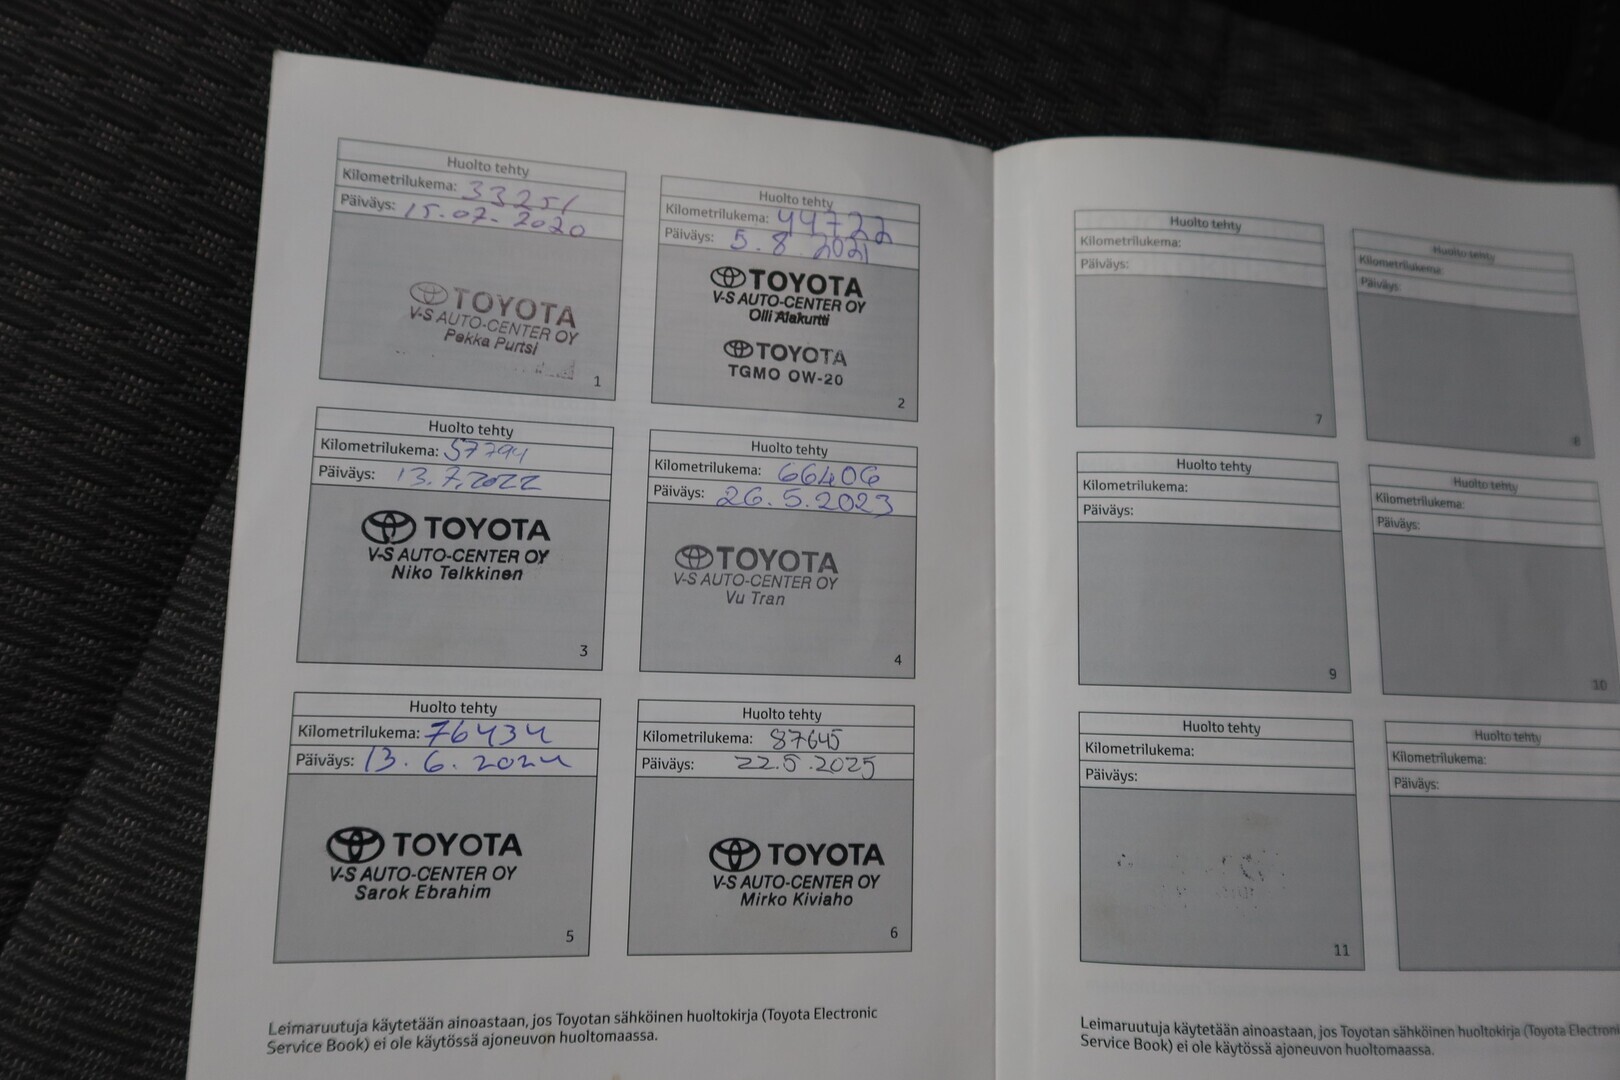 Huolto tehty
Kilometrilukema: 33251
Päiväys: 15.07.2020
TOYOTA
V-S AUTO-CENTER OY
Pekka Purtsi
1
Huolto tehty
Kilometrilukema: 44722
Päiväys: 5.8.2021
TOYOTA
V-S AUTO-CENTER OY
Olli Alakurtti
TOYOTA
TGMO OW-20
2
Huolto tehty
Kilometrilukema: 57794
Päiväys: 13.7.2022
TOYOTA
V-S AUTO-CENTER OY
Niko Telkkinen
3
Huolto tehty
Kilometrilukema: 66406
Päiväys: 26.5.2023
TOYOTA
V-S AUTO-CENTER OY
Vu Tran
4
Huolto tehty
Kilometrilukema: 76434
Päiväys: 13.6.2024
TOYOTA
V-S AUTO-CENTER OY
Sarok Ebrahim
5
Huolto tehty
Kilometrilukema: 87645
Päiväys: 22.5.2025
TOYOTA
V-S AUTO-CENTER OY
Mirko Kiviaho
6
Leimaruutuja käytetään ainoastaan, jos Toyotan sähköinen huoltokirja (Toyota Electronic
Service Book) ei ole käytössä ajoneuvon huoltomaassa.
Huolto tehty
Kilometrilukema:
Päiväys:
7
Huolto tehty
Kilometrilukema:
Päiväys:
8
Huolto tehty
Kilometrilukema:
Päiväys:
9
Huolto tehty
Kilometrilukema:
Päiväys:
10
Huolto tehty
Kilometrilukema:
Päiväys:
11
Huolto tehty
Kilometrilukema:
Päiväys:
Leimaruutuja käytetään ainoastaan, jos Toyotan sähköinen huoltokirja (Toyota Electroni
Service Book) ei ole käytössä ajoneuvon huoltomaassa.